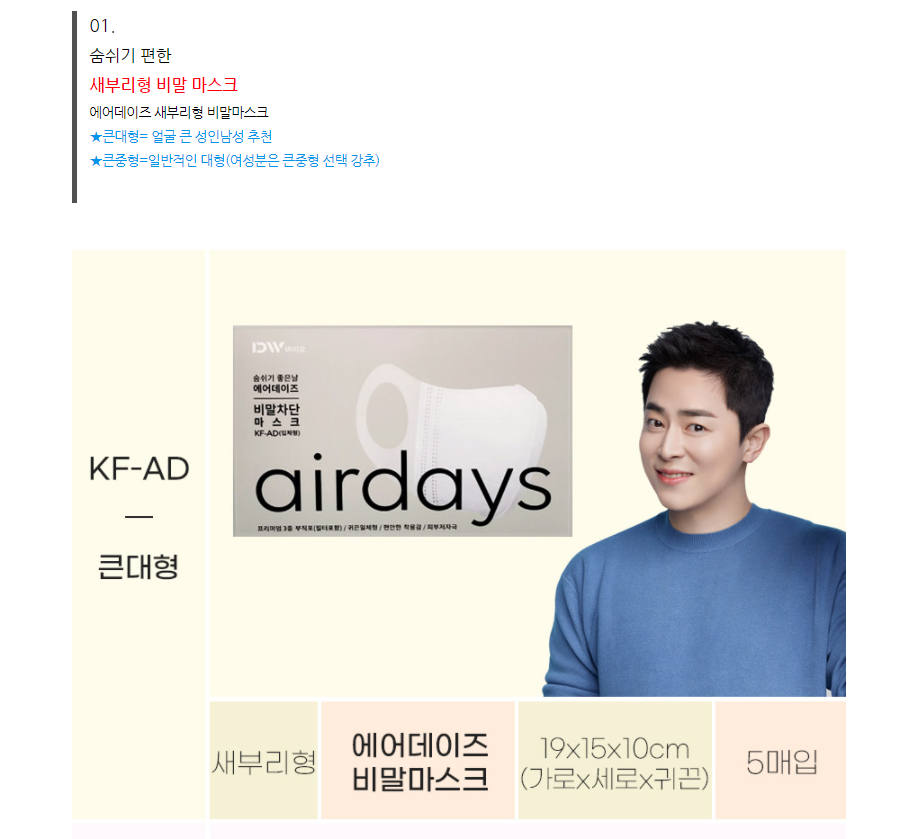 01.
숨쉬기 편한
새부리형 비말 마스크
에어데이즈 새부리형 비말마스크
★큰대형= 얼굴 큰 성인남성 추천
★큰중형=일반적인 대형(여성분은 큰중형 선택 강추)
KF-AD
큰대형
DW바이오
숨쉬기 좋은날
에어데이즈
비말차단
마스크
KF-AD(입체형)
airdays
프리미엄 3중 부직포(필터포함) / 귀끈일체형 / 편안한 착용감 / 피부저자극
새부리형
에어데이즈
비말마스크
19x15x10cm
(가로x세로x귀끈)
5매입